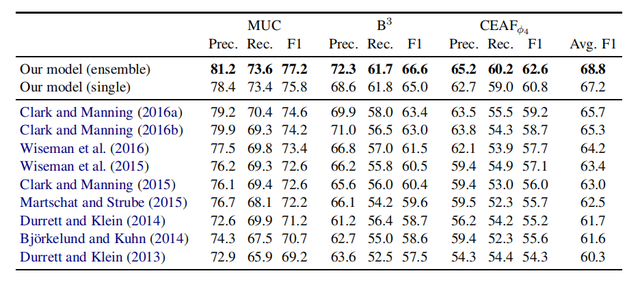 MUC B3 CEAFϕ4
Prec. Rec. F1 Prec. Rec. F1 Prec. Rec. F1 Avg. F1
Our model (ensemble) 81.2 73.6 77.2 72.3 61.7 66.6 65.2 60.2 62.6 68.8
Our model (single) 78.4 73.4 75.8 68.6 61.8 65.0 62.7 59.0 60.8 67.2
Clark and Manning (2016a) 79.2 70.4 74.6 69.9 58.0 63.4 63.5 55.5 59.2 65.7
Clark and Manning (2016b) 79.9 69.3 74.2 71.0 56.5 63.0 63.8 54.3 58.7 65.3
Wiseman et al. (2016) 77.5 69.8 73.4 66.8 57.0 61.5 62.1 53.9 57.7 64.2
Wiseman et al. (2015) 76.2 69.3 72.6 66.2 55.8 60.5 59.4 54.9 57.1 63.4
Clark and Manning (2015) 76.1 69.4 72.6 65.6 56.0 60.4 59.4 53.0 56.0 63.0
Martschat and Strube (2015) 76.7 68.1 72.2 66.1 54.2 59.6 59.5 52.3 55.7 62.5
Durrett and Klein (2014) 72.6 69.9 71.2 61.2 56.4 58.7 56.2 54.2 55.2 61.7
Björkelund and Kuhn (2014) 74.3 67.5 70.7 62.7 55.0 58.6 59.4 52.3 55.6 61.6
Durrett and Klein (2013) 72.9 65.9 69.2 63.6 52.5 57.5 54.3 54.4 54.3 60.3